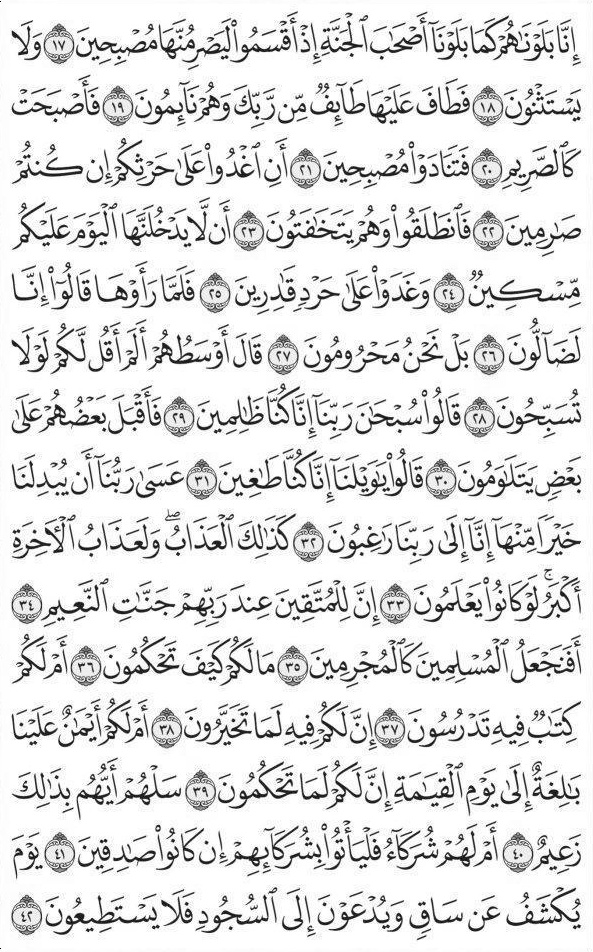 إِنَّا بَلَوْنَٰهُمْ كَمَا بَلَوْنَآ أَصْحَٰبَ ٱلْجَنَّةِ إِذْ أَقْسَمُوا۟ لَيَصْرِمُنَّهَا مُصْبِحِينَ ١٧ وَلَا
يَسْتَثْنُونَ ١٨ فَطَافَ عَلَيْهَا طَآئِفٌ مِّن رَّبِّكَ وَهُمْ نَآئِمُونَ ١٩ فَأَصْبَحَتْ
كَٱلصَّرِيمِ ٢٠ فَتَنَادَوْا۟ مُصْبِحِينَ ٢١ أَنِ ٱغْدُوا۟ عَلَىٰ حَرْثِكُمْ إِن كُنتُمْ
صَٰرِمِينَ ٢٢ فَٱنطَلَقُوا۟ وَهُمْ يَتَخَٰفَتُونَ ٢٣ أَن لَّا يَدْخُلَنَّهَا ٱلْيَوْمَ عَلَيْكُم
مِّسْكِينٌ ٢٤ وَغَدَوْا۟ عَلَىٰ حَرْدٍ قَٰدِرِينَ ٢٥ فَلَمَّا رَأَوْهَا قَالُوٓا۟ إِنَّا
لَضَآلُّونَ ٢٦ بَلْ نَحْنُ مَحْرُومُونَ ٢٧ قَالَ أَوْسَطُهُمْ أَلَمْ أَقُل لَّكُمْ لَوْلَا
تُسَبِّحُونَ ٢٨ قَالُوا۟ سُبْحَٰنَ رَبِّنَآ إِنَّا كُنَّا ظَٰلِمِينَ ٢٩ فَأَقْبَلَ بَعْضُهُمْ عَلَىٰ
بَعْضٍ يَتَلَٰوَمُونَ ٣٠ قَالُوا۟ يَٰوَيْلَنَآ إِنَّا كُنَّا طَٰغِينَ ٣١ عَسَىٰ رَبُّنَآ أَن يُبْدِلَنَا
خَيْرًا مِّنْهَآ إِنَّآ إِلَىٰ رَبِّنَا رَٰغِبُونَ ٣٢ كَذَٰلِكَ ٱلْعَذَابُ ۖ وَلَعَذَابُ ٱلْـَٔاخِرَةِ
أَكْبَرُ ۚ لَوْ كَانُوا۟ يَعْلَمُونَ ٣٣ إِنَّ لِلْمُتَّقِينَ عِندَ رَبِّهِمْ جَنَّٰتِ ٱلنَّعِيمِ ٣٤
أَفَنَجْعَلُ ٱلْمُسْلِمِينَ كَٱلْمُجْرِمِينَ ٣٥ مَا لَكُمْ كَيْفَ تَحْكُمُونَ ٣٦ أَمْ لَكُمْ
كِتَٰبٌ فِيهِ تَدْرُسُونَ ٣٧ إِنَّ لَكُمْ فِيهِ لَمَا تَخَيَّرُونَ ٣٨ أَمْ لَكُمْ أَيْمَٰنٌ عَلَيْنَا
بَٰلِغَةٌ إِلَىٰ يَوْمِ ٱلْقِيَٰمَةِ إِنَّ لَكُمْ لَمَا تَحْكُمُونَ ٣٩ سَلْهُمْ أَيُّهُم بِذَٰلِكَ
زَعِيمٌ ٤٠ أَمْ لَهُمْ شُرَكَآءُ فَلْيَأْتُوا۟ بِشُرَكَآئِهِمْ إِن كَانُوا۟ صَٰدِقِينَ ٤١ يَوْمَ
يُكْشَفُ عَن سَاقٍ وَيُدْعَوْنَ إِلَى ٱلسُّجُودِ فَلَا يَسْتَطِيعُونَ ٤٢